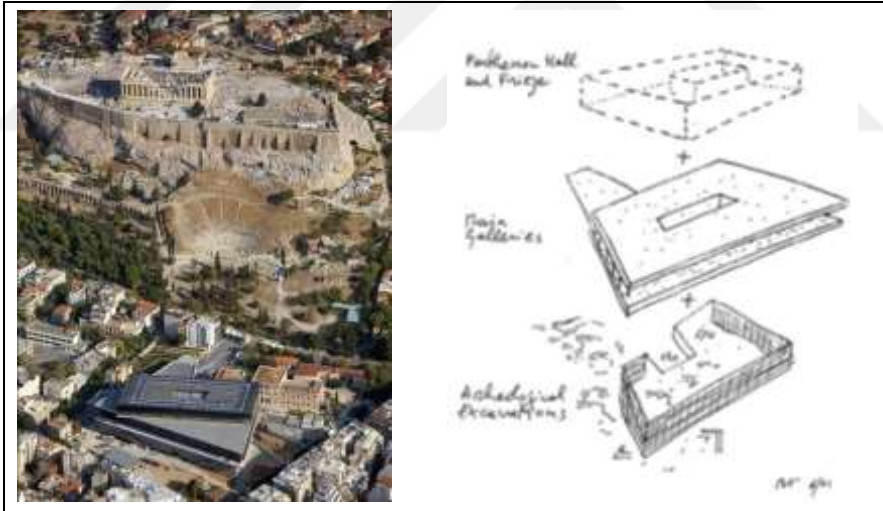 Parthenon Hall
and Frieze
+
Main
Galleries
+
Archeological
Excavations